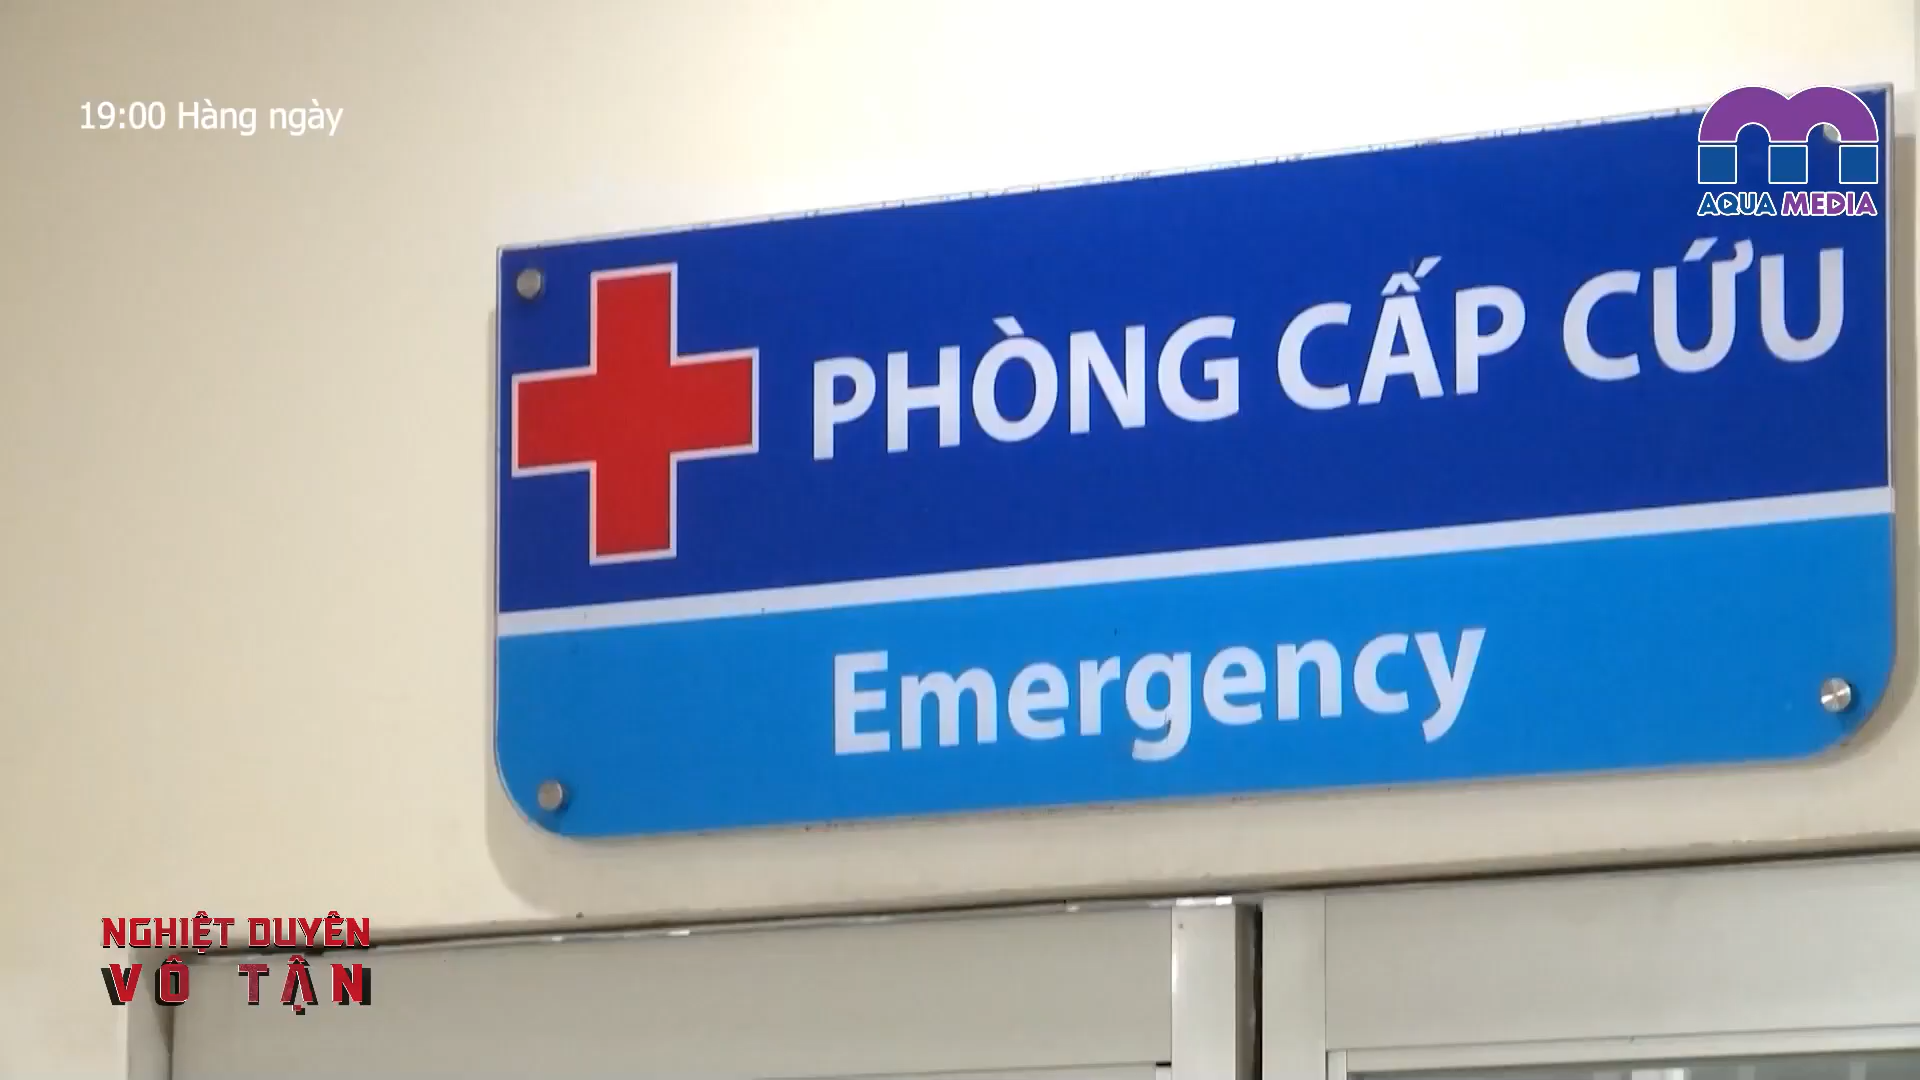 19:00 Hàng ngày
AQUA MEDIA
PHÒNG CẤP CỨU
Emergency
NGHIỆT DUYÊN
VÔ TẬN